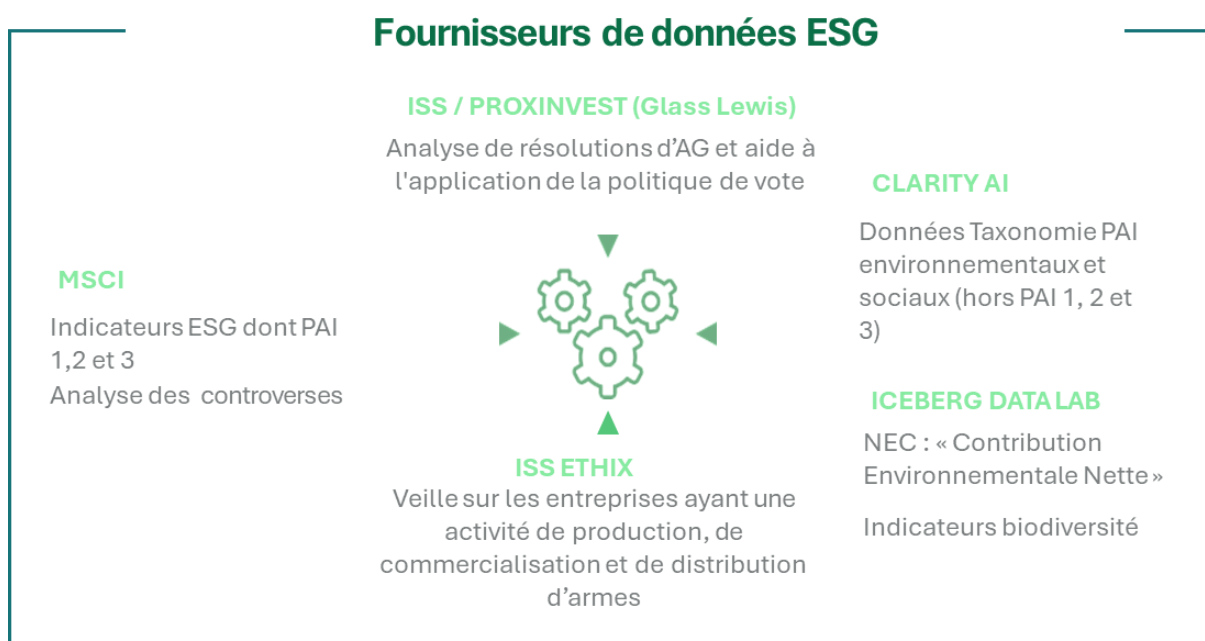 Fournisseurs de données ESG
ISS / PROXINVEST (Glass Lewis)
Analyse de résolutions d’AG et aide à
l'application de la politique de vote
MSCI
Indicateurs ESG dont PAI
1,2 et 3
Analyse des controverses
CLARITY AI
Données Taxonomie PAI
environnementaux et
sociaux (hors PAI 1, 2 et
3)
ICEBERG DATA LAB
NEC : « Contribution
Environnementale Nette »
Indicateurs biodiversité
ISS ETHIX
Veille sur les entreprises ayant une
activité de production, de
commercialisation et de distribution
d’armes